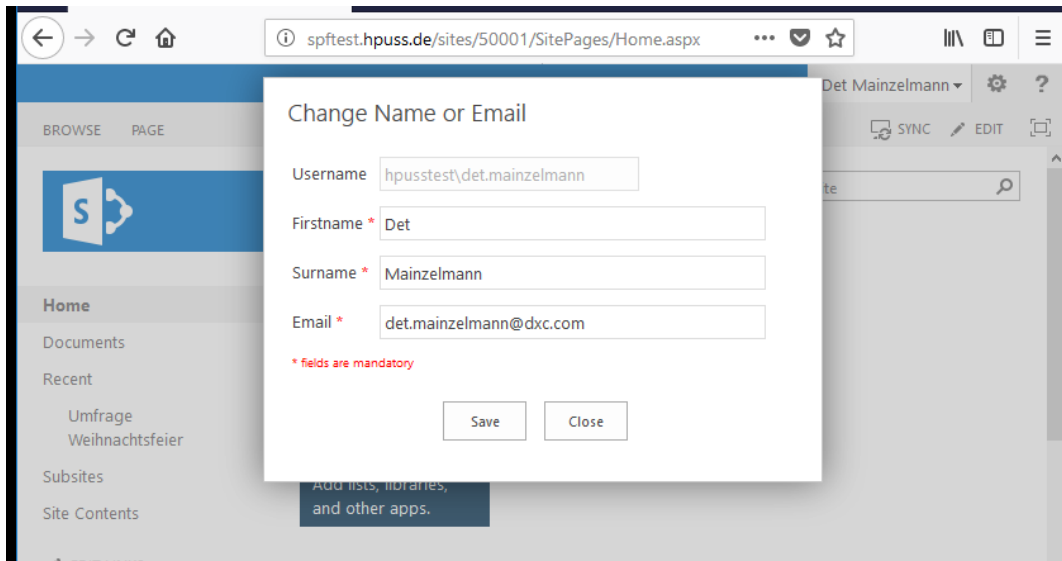 spftest.hpuss.de/sites/50001/SitePages/Home.aspx
Det Mainzelmann
?
BROWSE PAGE
SYNC EDIT
S
Home
Documents
Recent
Umfrage
Weihnachtsfeier
Subsites
Site Contents
Change Name or Email
Username hpusstest\det.mainzelmann
Firstname * Det
Surname * Mainzelmann
Email * det.mainzelmann@dxc.com
* fields are mandatory
Save Close
Add lists, libraries,
and other apps.